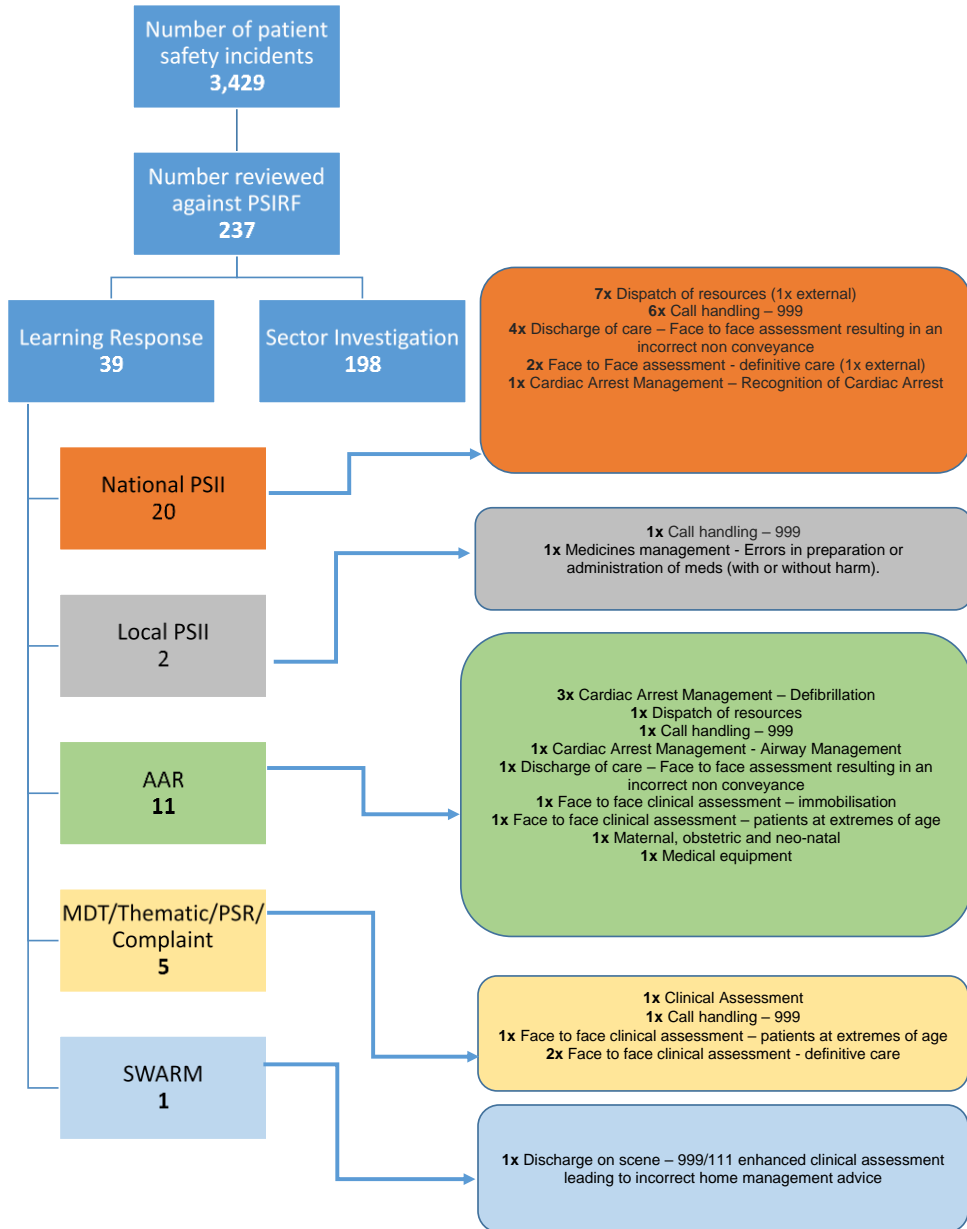 Number of patient
safety incidents
3,429
Number reviewed
against PSIRF
237
Learning Response
39
Sector Investigation
198
7x Dispatch of resources (1x external)
6x Call handling – 999
4x Discharge of care – Face to face assessment resulting in an
incorrect non conveyance
2x Face to Face assessment - definitive care (1x external)
1x Cardiac Arrest Management – Recognition of Cardiac Arrest
National PSII
20
1x Call handling – 999
1x Medicines management - Errors in preparation or
administration of meds (with or without harm).
Local PSII
2
3x Cardiac Arrest Management – Defibrillation
1x Dispatch of resources
1x Call handling – 999
1x Cardiac Arrest Management - Airway Management
1x Discharge of care – Face to face assessment resulting in an
incorrect non conveyance
1x Face to face clinical assessment – immobilisation
1x Face to face clinical assessment – patients at extremes of age
1x Maternal, obstetric and neo-natal
1x Medical equipment
AAR
11
MDT/Thematic/PSR/
Complaint
5
1x Clinical Assessment
1x Call handling – 999
1x Face to face clinical assessment – patients at extremes of age
2x Face to face clinical assessment - definitive care
SWARM
1
1x Discharge on scene – 999/111 enhanced clinical assessment
leading to incorrect home management advice